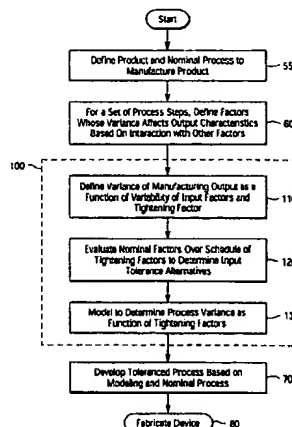 Start
Define Product and Nominal Process to
Manufacture Product
55
For a Set of Process Steps, Define Factors
Whose Variance Affects Output Characteristics
Based On Interaction with Other Factors
60
100
Define Variance of Manufacturing Output as a
Function of Variability of Input Factors and
Tightening Factor
110
Evaluate Nominal Factors Over Schedule of
Tightening Factors to Determine Input
Tolerance Alternatives
120
Model to Determine Process Variance as
Function of Tightening Factors
13
Develop Toleranced Process Based on
Modeling and Nominal Process
70
Fabricate Device
80